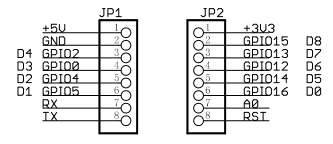 JP1 JP2
+5V 1 1 +3V3
GND 2 2 GPIO15 D8
D4 GPIO2 3 3 GPIO13 D7
D3 GPIO0 4 4 GPIO12 D6
D2 GPIO4 5 5 GPIO14 D5
D1 GPIO5 6 6 GPIO16 D0
RX 7 7 A0
TX 8 8 RST